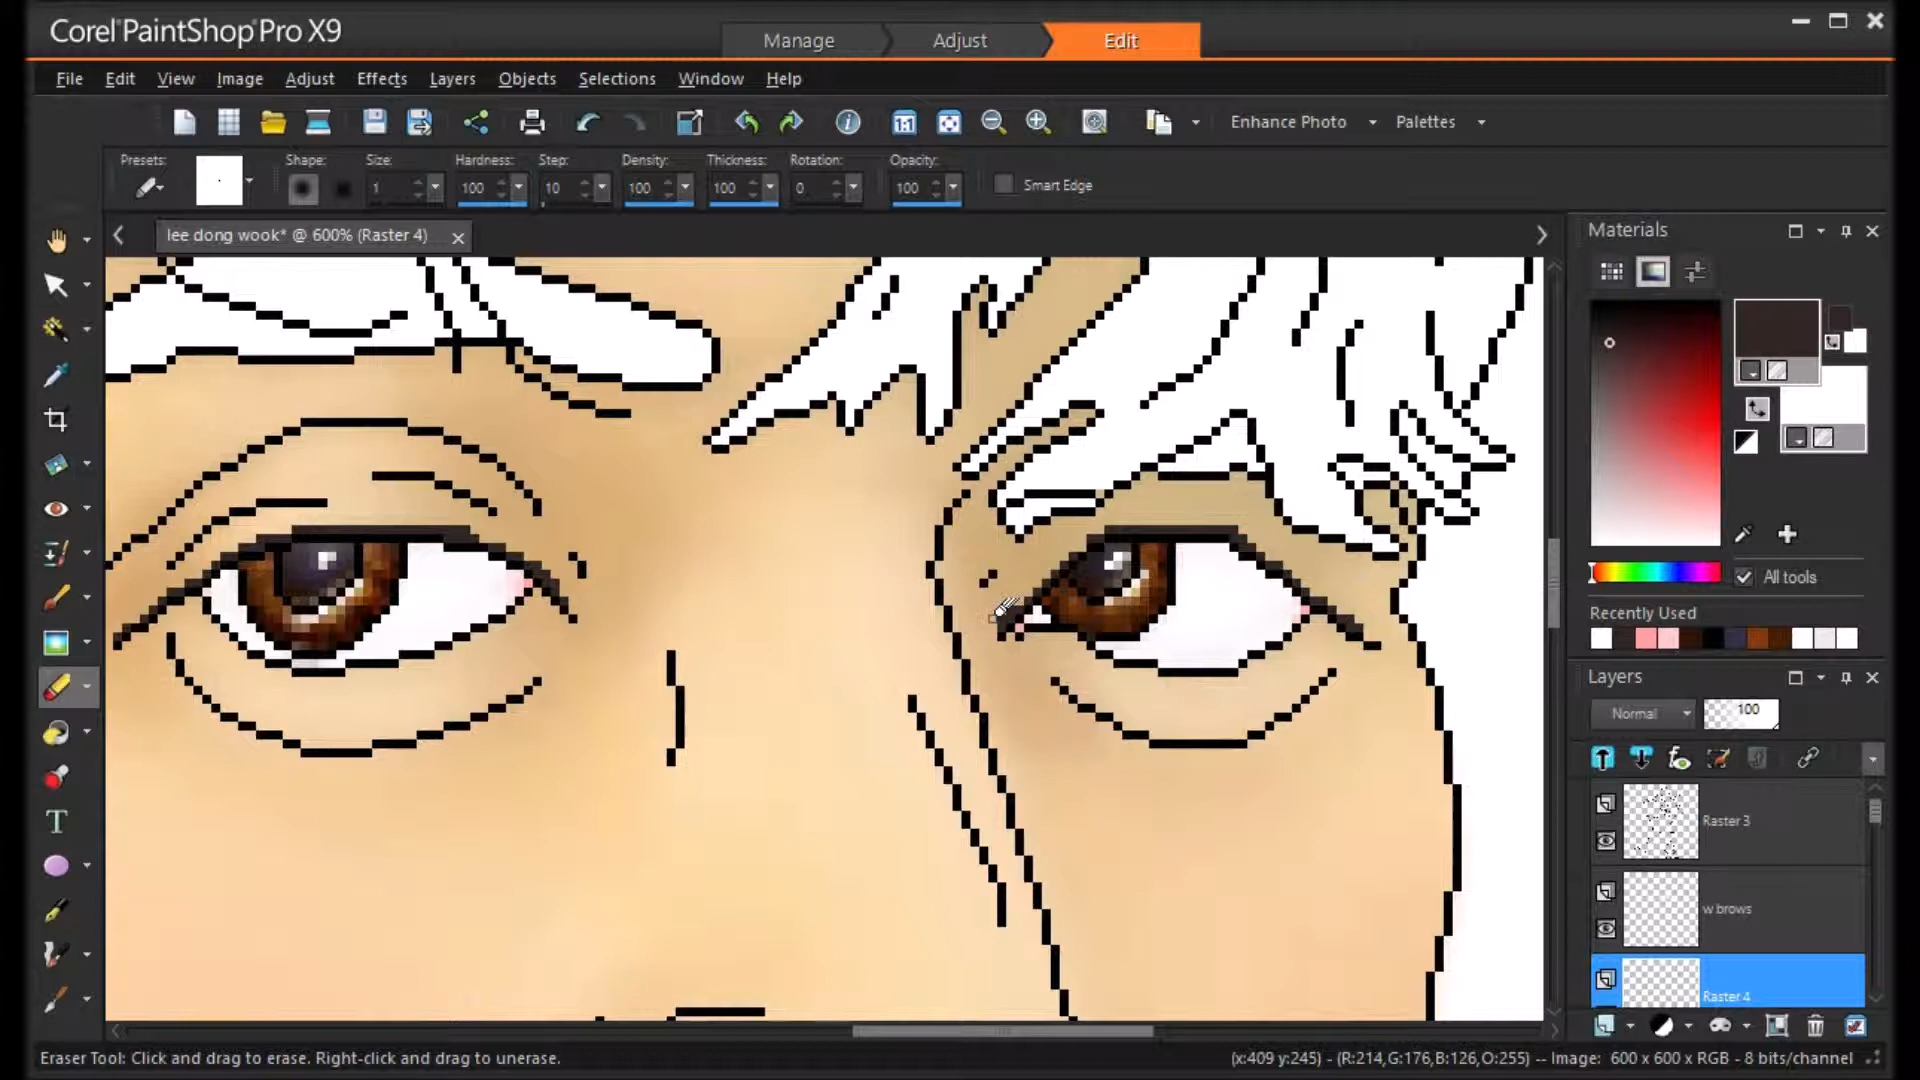 Corel PaintShop Pro X9
Manage Adjust Edit
File Edit View Image Adjust Effects Layers Objects Selections Window Help
1:1
Enhance Photo Palettes
Presets: Shape: Size: Hardness: Step: Density: Thickness: Rotation: Opacity:
1 100 10 100 100 0 100 Smart Edge
lee dong wook* @ 600% (Raster 4)
Materials
All tools
Recently Used
Layers
Normal 100
Raster 3
w brows
Raster 4
Eraser Tool: Click and drag to erase. Right-click and drag to unerase.
(x:409 y:245) - (R:214,G:176,B:126,O:255) -- Image: 600 x 600 x RGB - 8 bits/channel